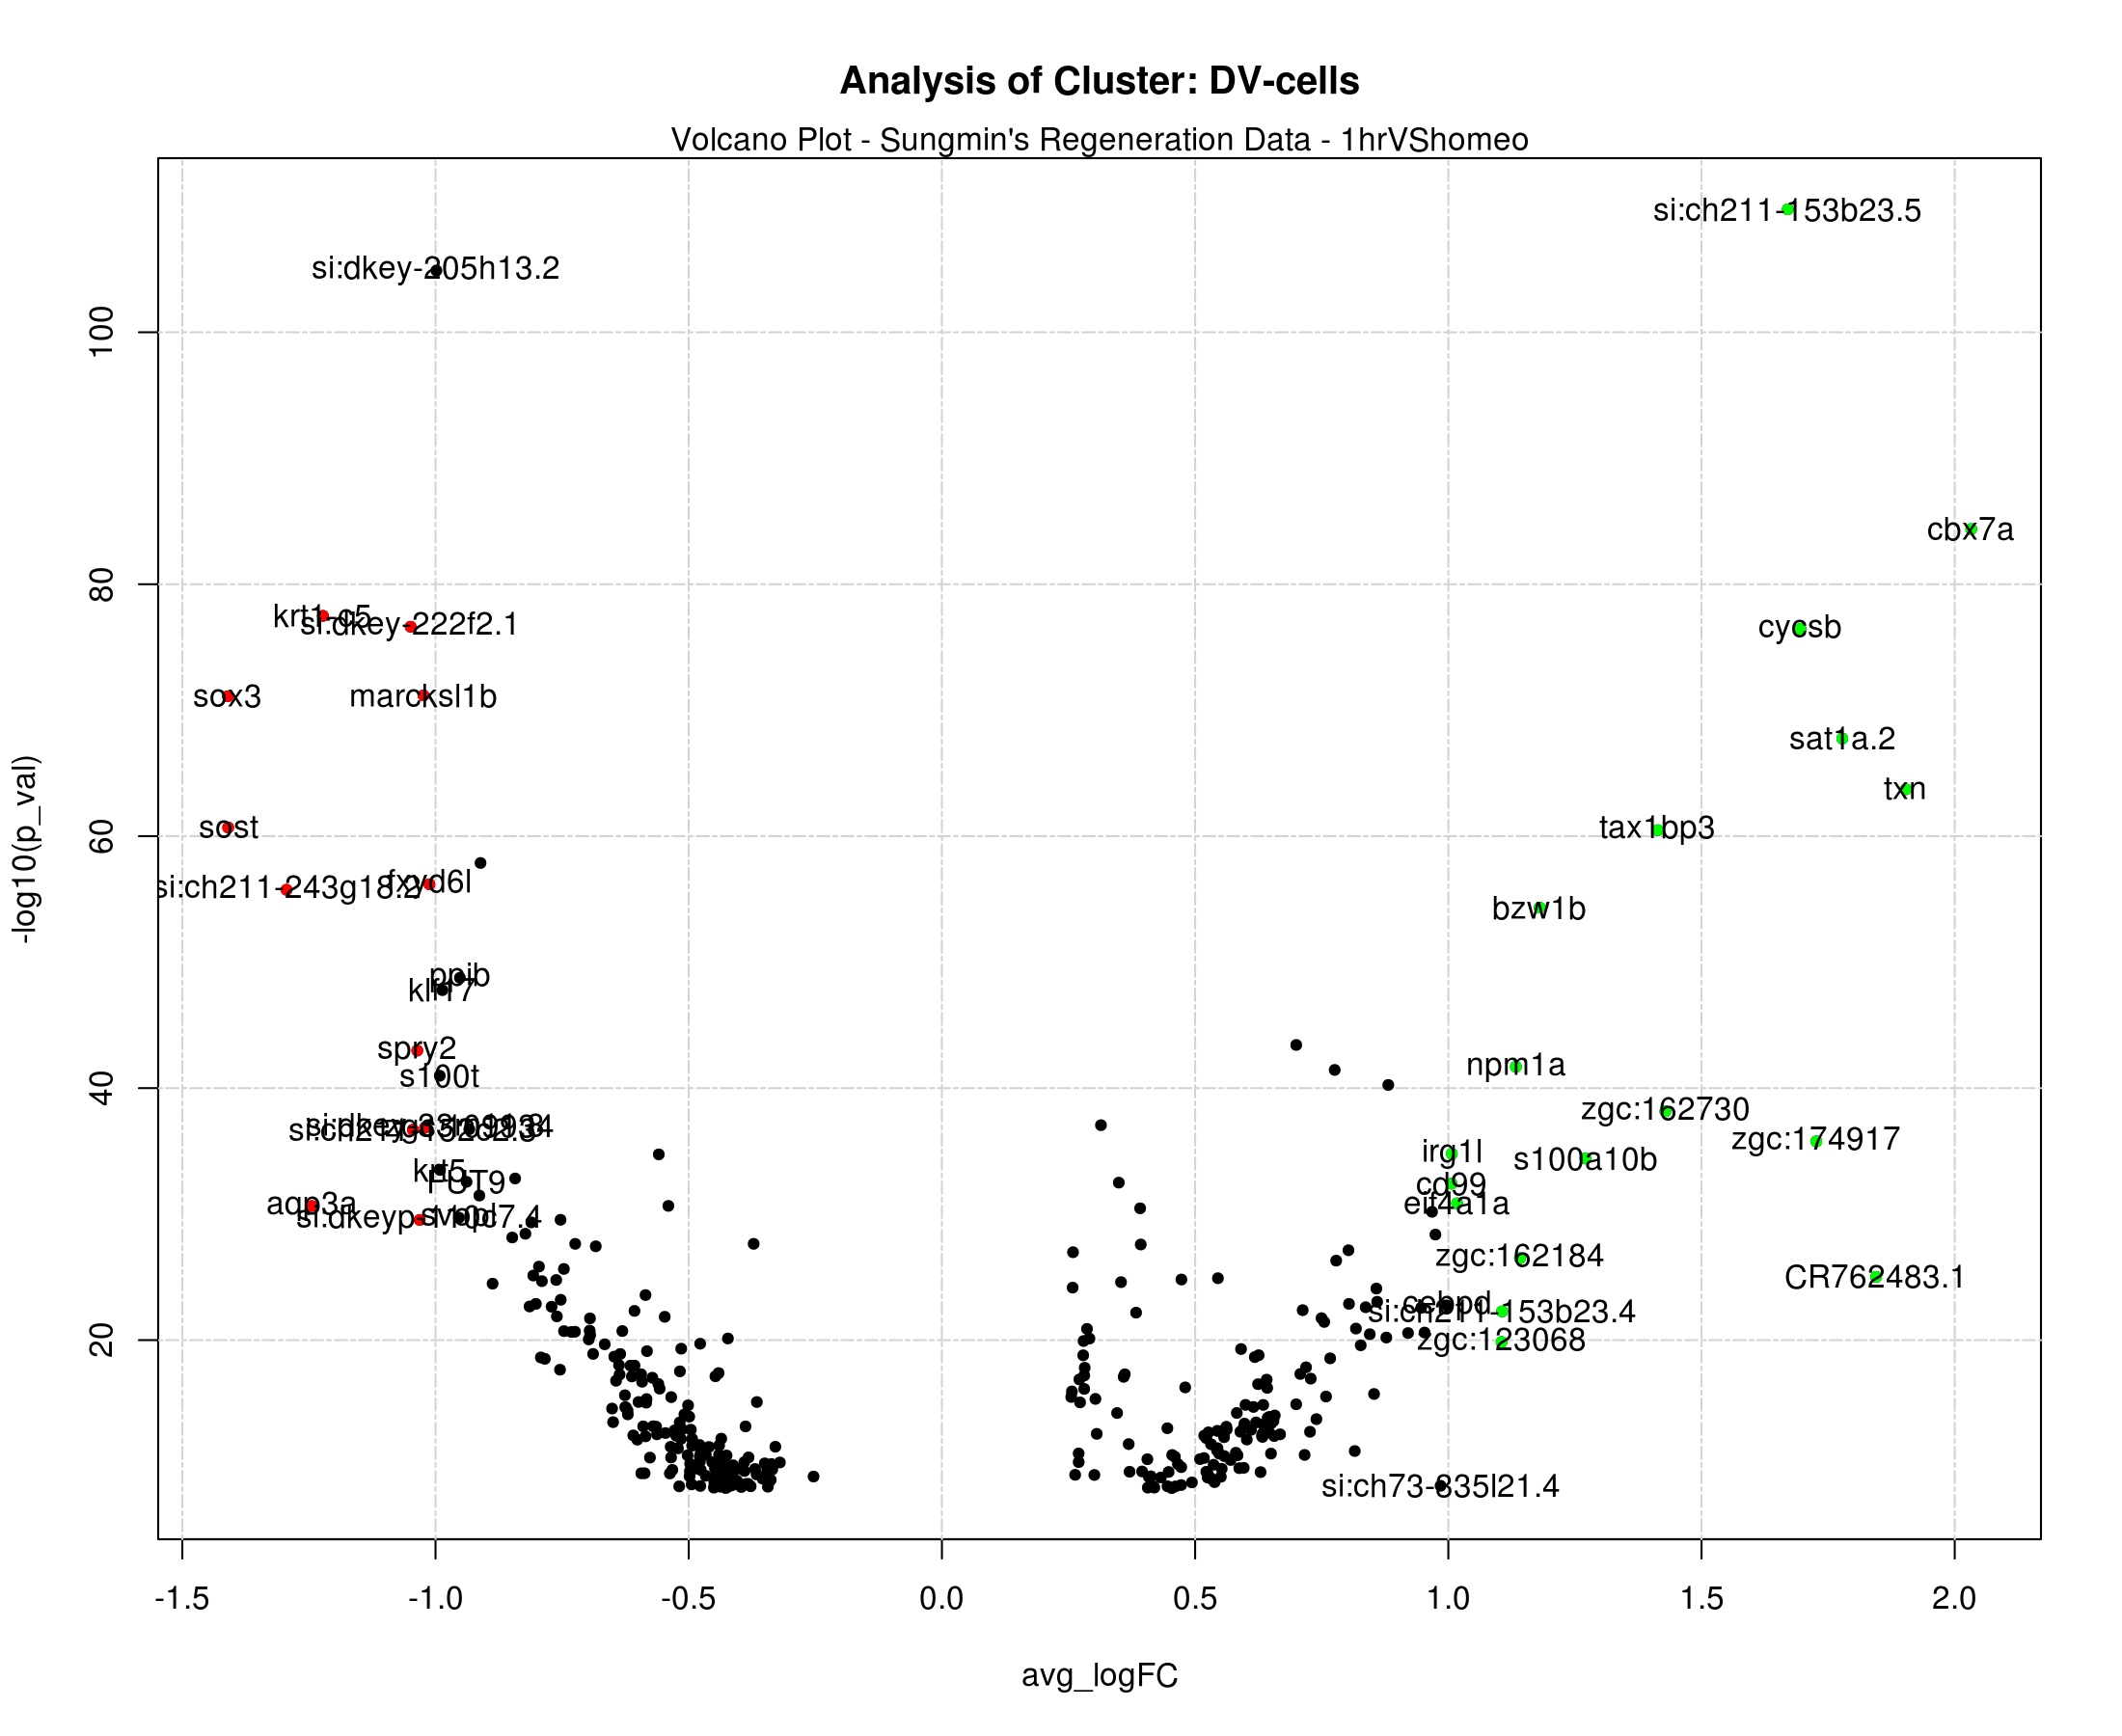 Analysis of Cluster: DV-cells
Volcano Plot - Sungmin's Regeneration Data - 1hrVShomeo
si:ch211-153b23.5
si:dkey-205h13.2
100
cbx7a
80
krt1-c5
si:dkey-222f2.1
cycsb
sox3
marcksl1b
sat1a.2
txn
60
sost
tax1bp3
si:ch211-243g18.2
fxyd6l
bzw1b
-log10(p_val)
ppib
klf17
spry2
s100t
npm1a
40
zgc:162730
zgc:174917
irg1l
s100a10b
krt5
FUT9
cd99
eif4a1a
aqp3a
zgc:162184
CR762483.1
cebpd
si:ch211-153b23.4
20
zgc:123068
si:ch73-335l21.4
-1.5 -1.0 -0.5 0.0 0.5 1.0 1.5 2.0
avg_logFC